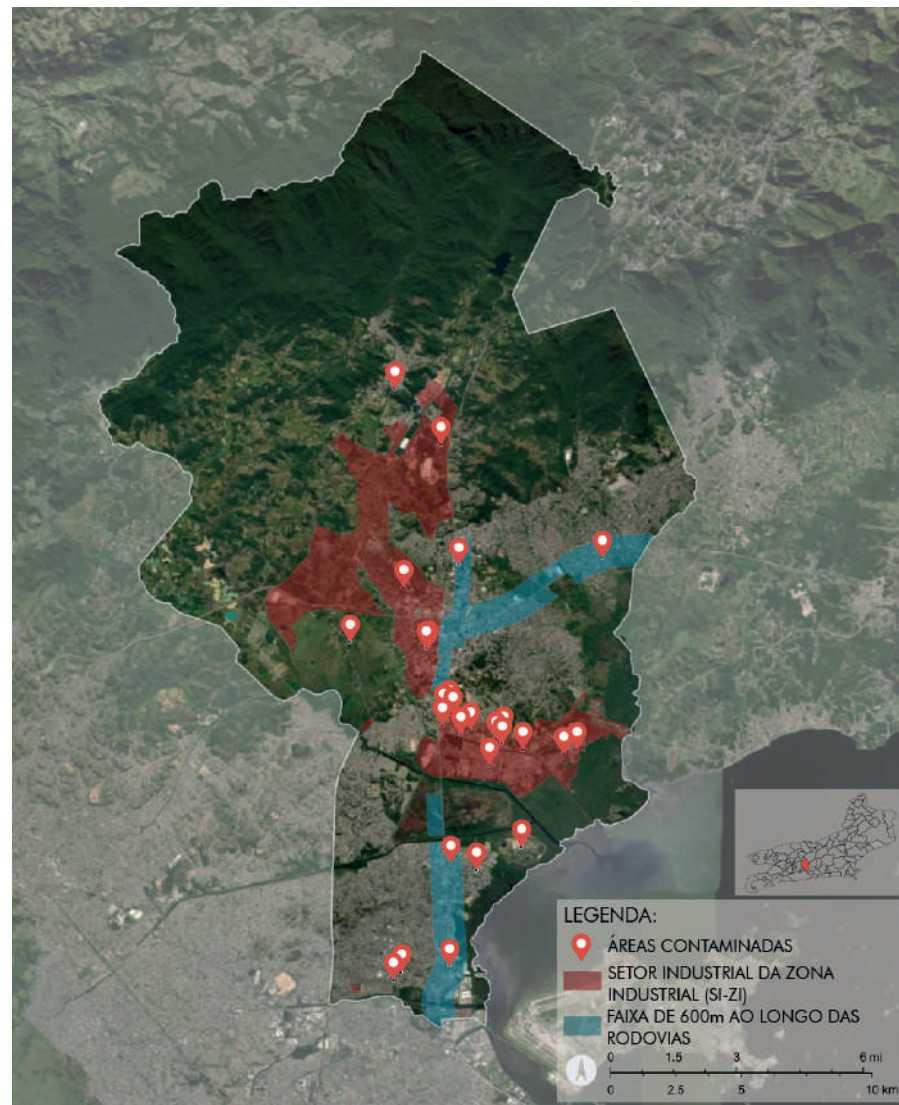 LEGENDA:
ÁREAS CONTAMINADAS
SETOR INDUSTRIAL DA ZONA
INDUSTRIAL (SI-ZI)
FAIXA DE 600m AO LONGO DAS
RODOVIAS
0 1.5 3 6 mi
0 2.5 5 10 km